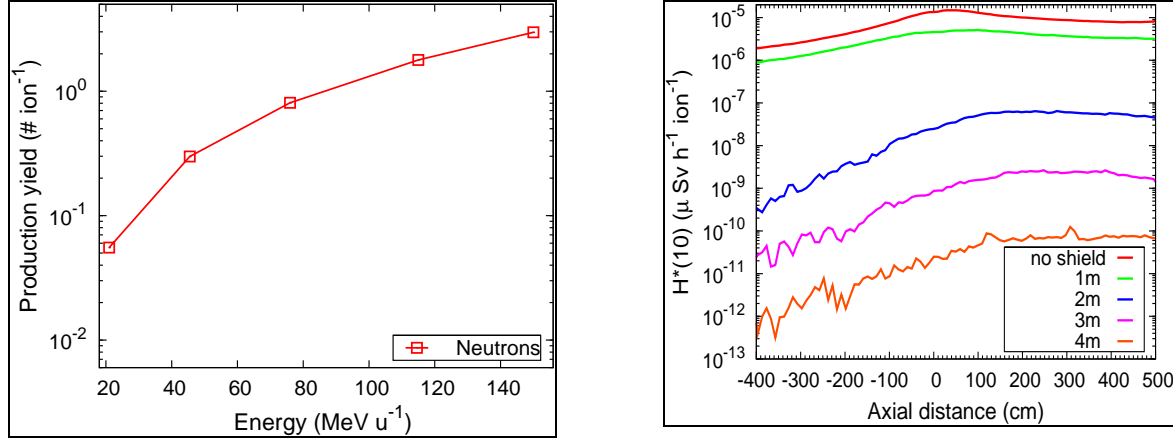 Production yield (# ion⁻¹)
10⁰
10⁻¹
10⁻²
20 40 60 80 100 120 140
Energy (MeV u⁻¹)
Neutrons
H*(10) (μ Sv h⁻¹ ion⁻¹)
10⁻⁵
10⁻⁶
10⁻⁷
10⁻⁸
10⁻⁹
10⁻¹⁰
10⁻¹¹
10⁻¹²
10⁻¹³
-400 -300 -200 -100 0 100 200 300 400 500
Axial distance (cm)
no shield
1m
2m
3m
4m